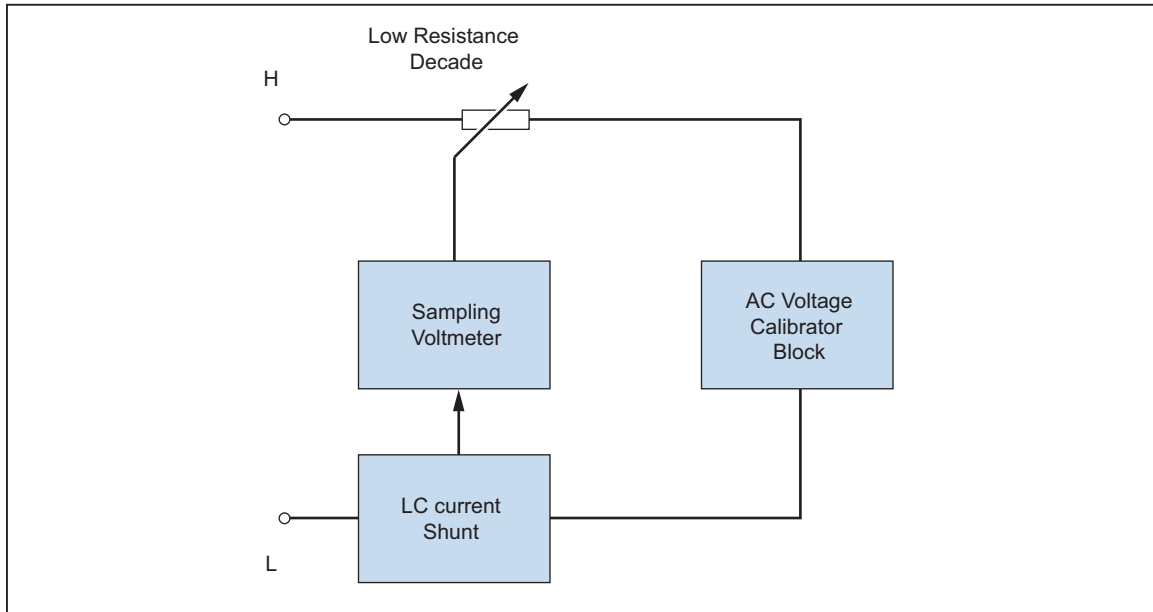 Low Resistance
Decade
H
Sampling
Voltmeter
AC Voltage
Calibrator
Block
LC current
Shunt
L